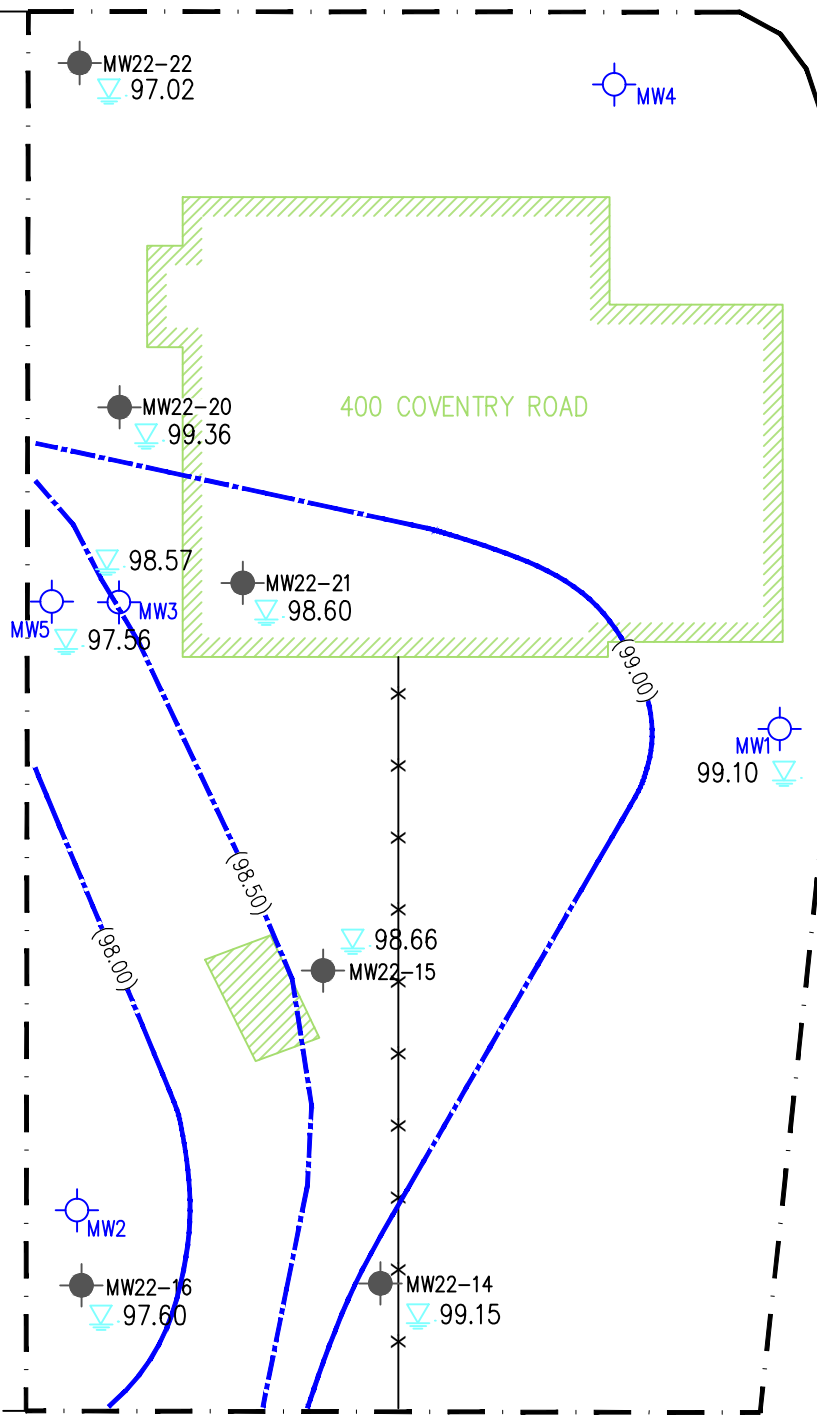 MW22-22
97.02
MW4
400 COVENTRY ROAD
MW22-20
99.36
98.57
MW22-21
98.60
MW3
MW5
97.56
(99.00)
MW1
99.10
(98.50)
98.66
(98.00)
MW22-15
MW2
MW22-16
97.60
MW22-14
99.15